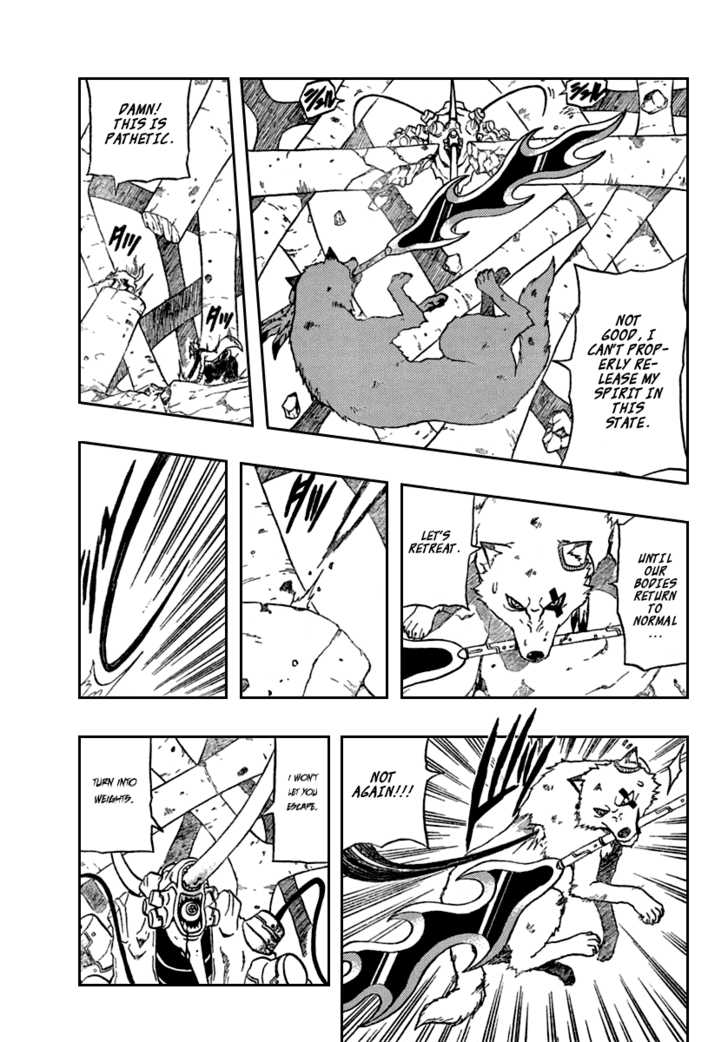 NOT
GOOD, I
CAN'T PROP-
ERLY RE-
LEASE MY
SPIRIT IN
THIS
STATE.
DAMN!
THIS IS
PATHETIC.
UNTIL
OUR
BODIES
RETURN
TO
NORMAL
...
LET'S
RETREAT.
NOT
AGAIN!!!
I WON'T
LET YOU
ESCAPE.
TURN INTO
WEIGHTS.